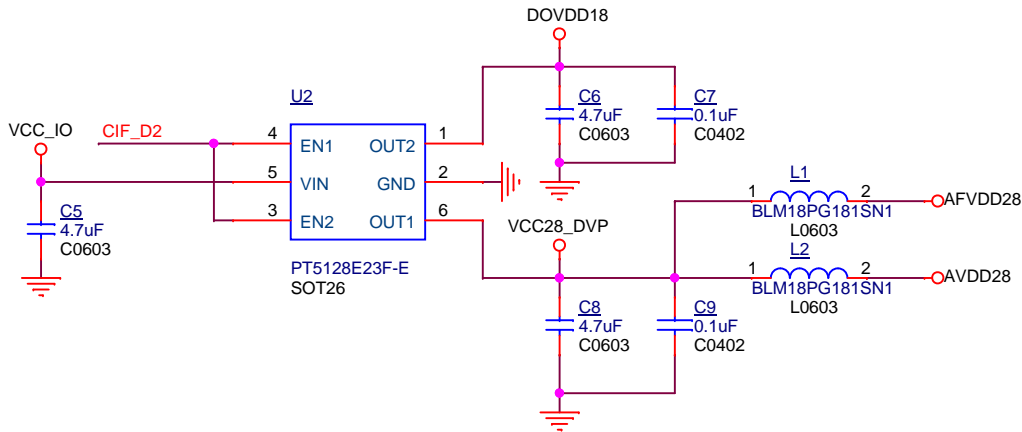 DOVDD18
U2
C6
4.7uF
C0603
C7
0.1uF
C0402
VCC_IO
CIF_D2
4
EN1
OUT2
1
5
VIN
GND
2
3
EN2
OUT1
6
C5
4.7uF
C0603
PT5128E23F-E
SOT26
VCC28_DVP
L1
1
2
BLM18PG181SN1
L0603
AFVDD28
L2
1
2
BLM18PG181SN1
L0603
AVDD28
C8
4.7uF
C0603
C9
0.1uF
C0402